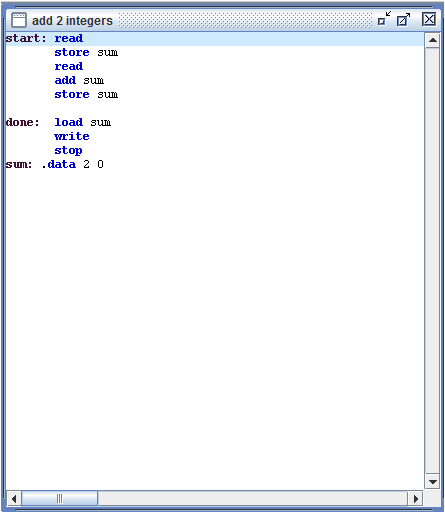 add 2 integers
start: read
store sum
read
add sum
store sum
done: load sum
write
stop
sum: .data 2 0